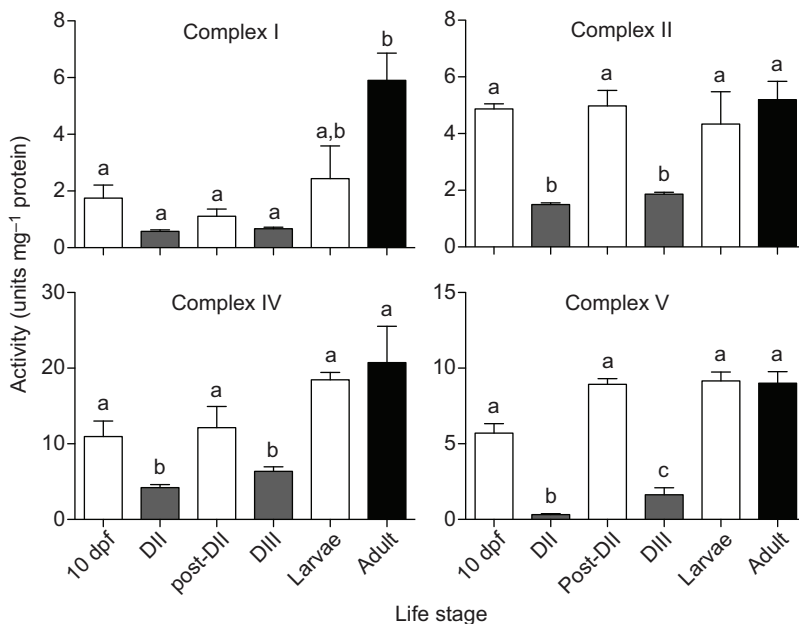 Complex I
8
6
4
2
0
a
a
a
a
a,b
b
Complex II
8
6
4
2
0
a
b
a
b
a
a
Complex IV
30
20
10
0
a
b
a
b
a
a
10 dpf
DII
post-DII
DIII
Larvae
Adult
Complex V
15
10
5
0
a
b
a
c
a
a
10 dpf
DII
Post-DII
DIII
Larvae
Adult
Activity (units mg–1 protein)
Life stage